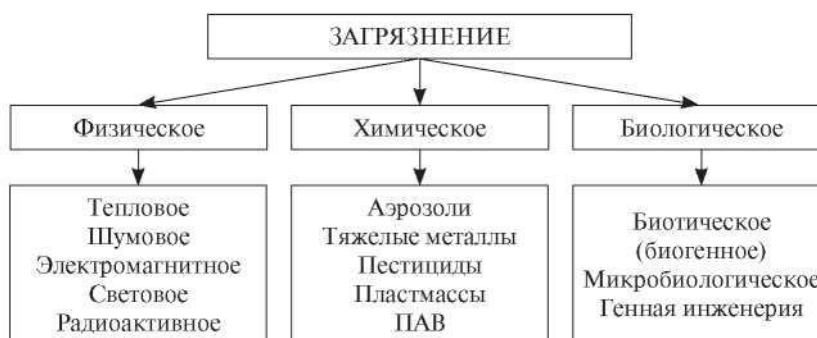 ЗАГРЯЗНЕНИЕ
Физическое
Химическое
Биологическое
Тепловое
Шумовое
Электромагнитное
Световое
Радиоактивное
Аэрозоли
Тяжелые металлы
Пестициды
Пластмассы
ПАВ
Биотическое
(биогенное)
Микробиологическое
Генная инженерия